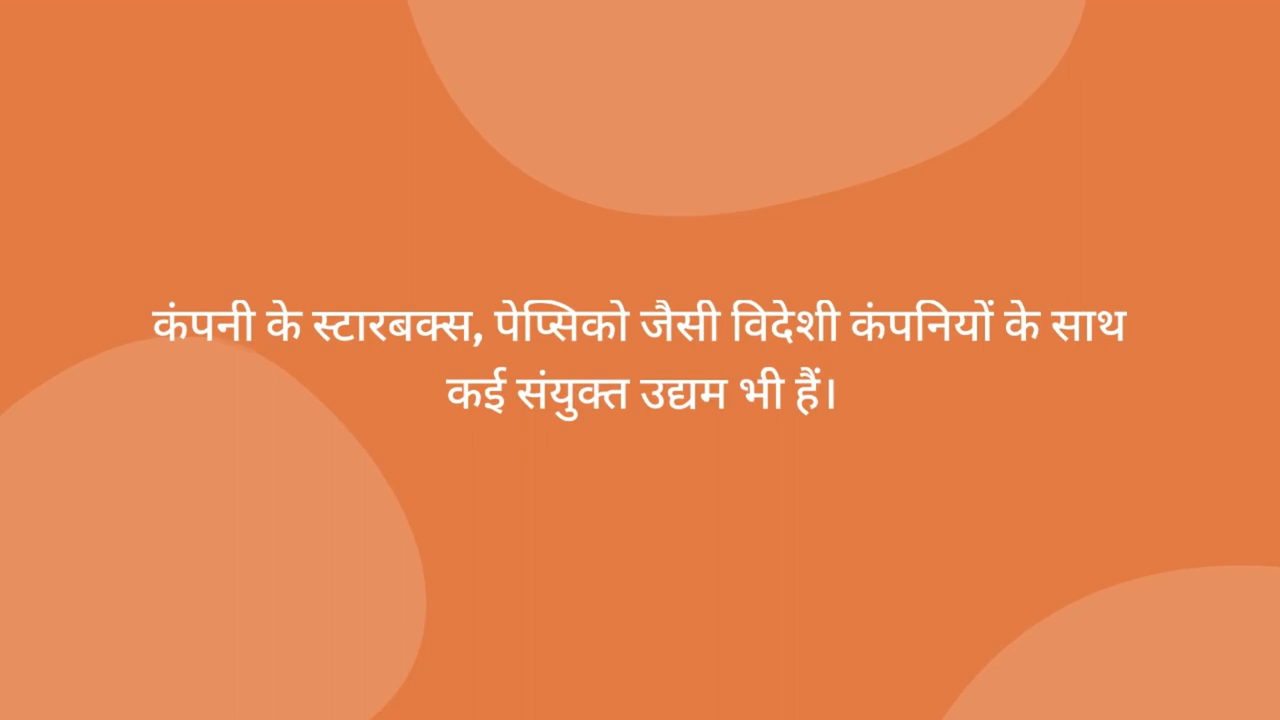 कंपनी के स्टारबक्स, पेप्सिको जैसी विदेशी कंपनियों के साथ
कई संयुक्त उद्यम भी हैं।